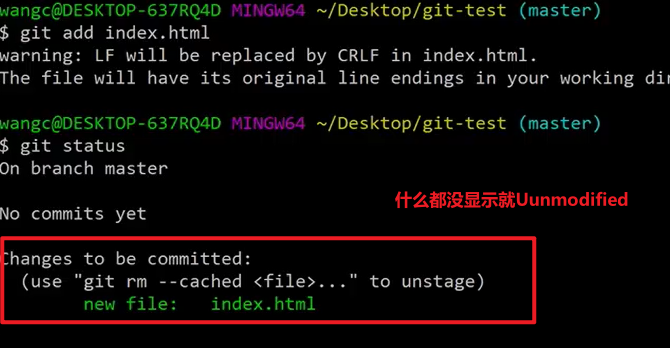 wangc@DESKTOP-637RQ4D MINGW64 ~/Desktop/git-test (master)
$ git add index.html
warning: LF will be replaced by CRLF in index.html.
The file will have its original line endings in your working dir
wangc@DESKTOP-637RQ4D MINGW64 ~/Desktop/git-test (master)
$ git status
On branch master
什么都没显示就Uunmodified
No commits yet
Changes to be committed:
(use "git rm --cached <file>..." to unstage)
new file: index.html